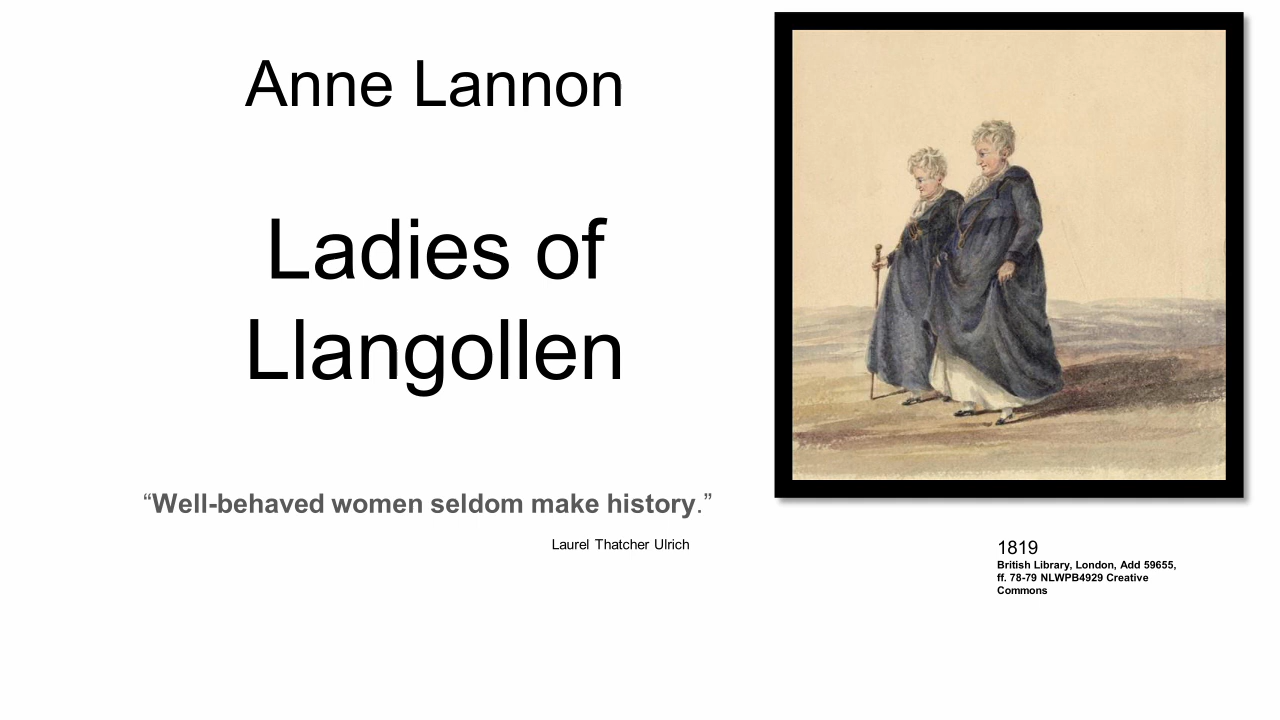 Anne Lannon
Ladies of
Llangollen
“Well-behaved women seldom make history.”
Laurel Thatcher Ulrich
1819
British Library, London, Add 59655,
ff. 78-79 NLWPB4929 Creative
Commons